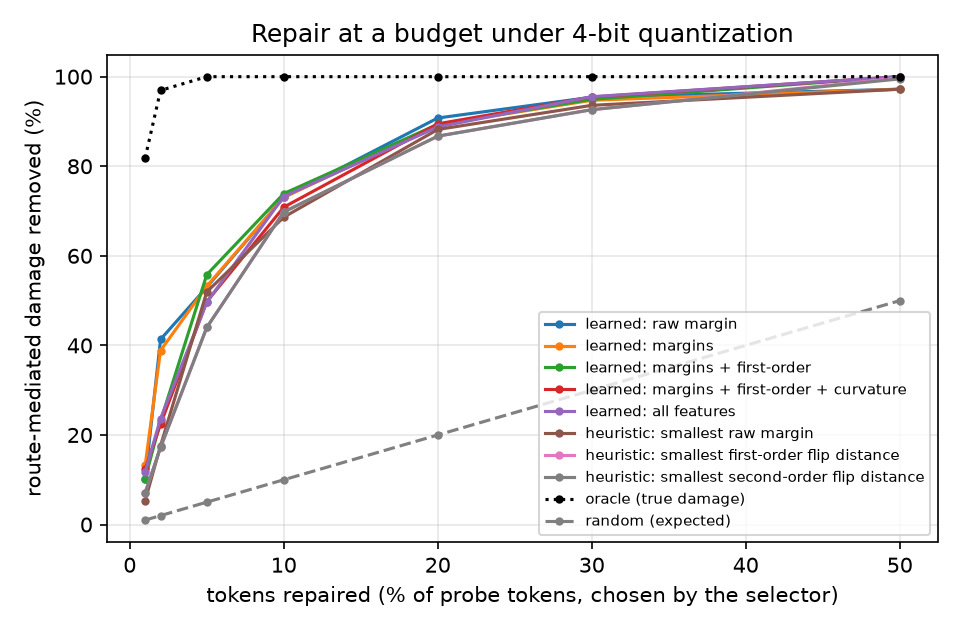 Repair at a budget under 4-bit quantization
route-mediated damage removed (%)
100
80
60
40
20
0
learned: raw margin
learned: margins
learned: margins + first-order
learned: margins + first-order + curvature
learned: all features
heuristic: smallest raw margin
heuristic: smallest first-order flip distance
heuristic: smallest second-order flip distance
oracle (true damage)
random (expected)
0 10 20 30 40 50
tokens repaired (% of probe tokens, chosen by the selector)